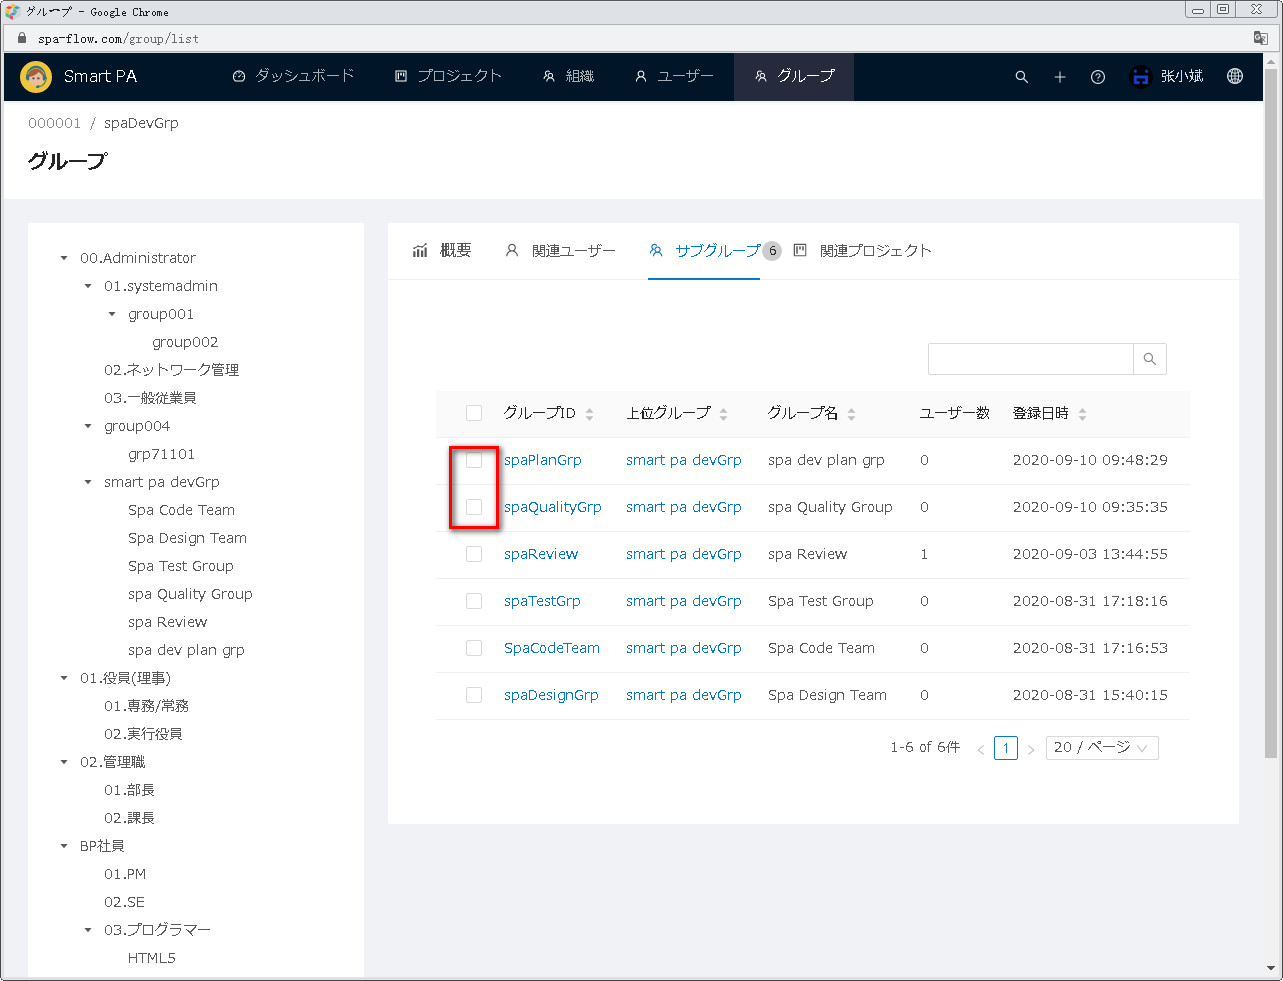 グループ - Google Chrome
spa-flow.com/group/list
Smart PA ダッシュボード プロジェクト 組織 ユーザー グループ 张小斌
000001 / spaDevGrp
グループ
00.Administrator
01.systemadmin
group001
group002
02.ネットワーク管理
03.一般従業員
group004
grp71101
smart pa devGrp
Spa Code Team
Spa Design Team
Spa Test Group
spa Quality Group
spa Review
spa dev plan grp
01.役員(理事)
01.専務/常務
02.実行役員
02.管理職
01.部長
02.課長
BP社員
01.PM
02.SE
03.プログラマー
HTML5
概要 関連ユーザー サブグループ 6 関連プロジェクト
グループID 上位グループ グループ名 ユーザー数 登録日時
spaPlanGrp smart pa devGrp spa dev plan grp 0 2020-09-10 09:48:29
spaQualityGrp smart pa devGrp spa Quality Group 0 2020-09-10 09:35:35
spaReview smart pa devGrp spa Review 1 2020-09-03 13:44:55
spaTestGrp smart pa devGrp Spa Test Group 0 2020-08-31 17:18:16
SpaCodeTeam smart pa devGrp Spa Code Team 0 2020-08-31 17:16:53
spaDesignGrp smart pa devGrp Spa Design Team 0 2020-08-31 15:40:15
1-6 of 6件 < 1 > 20 / ページ